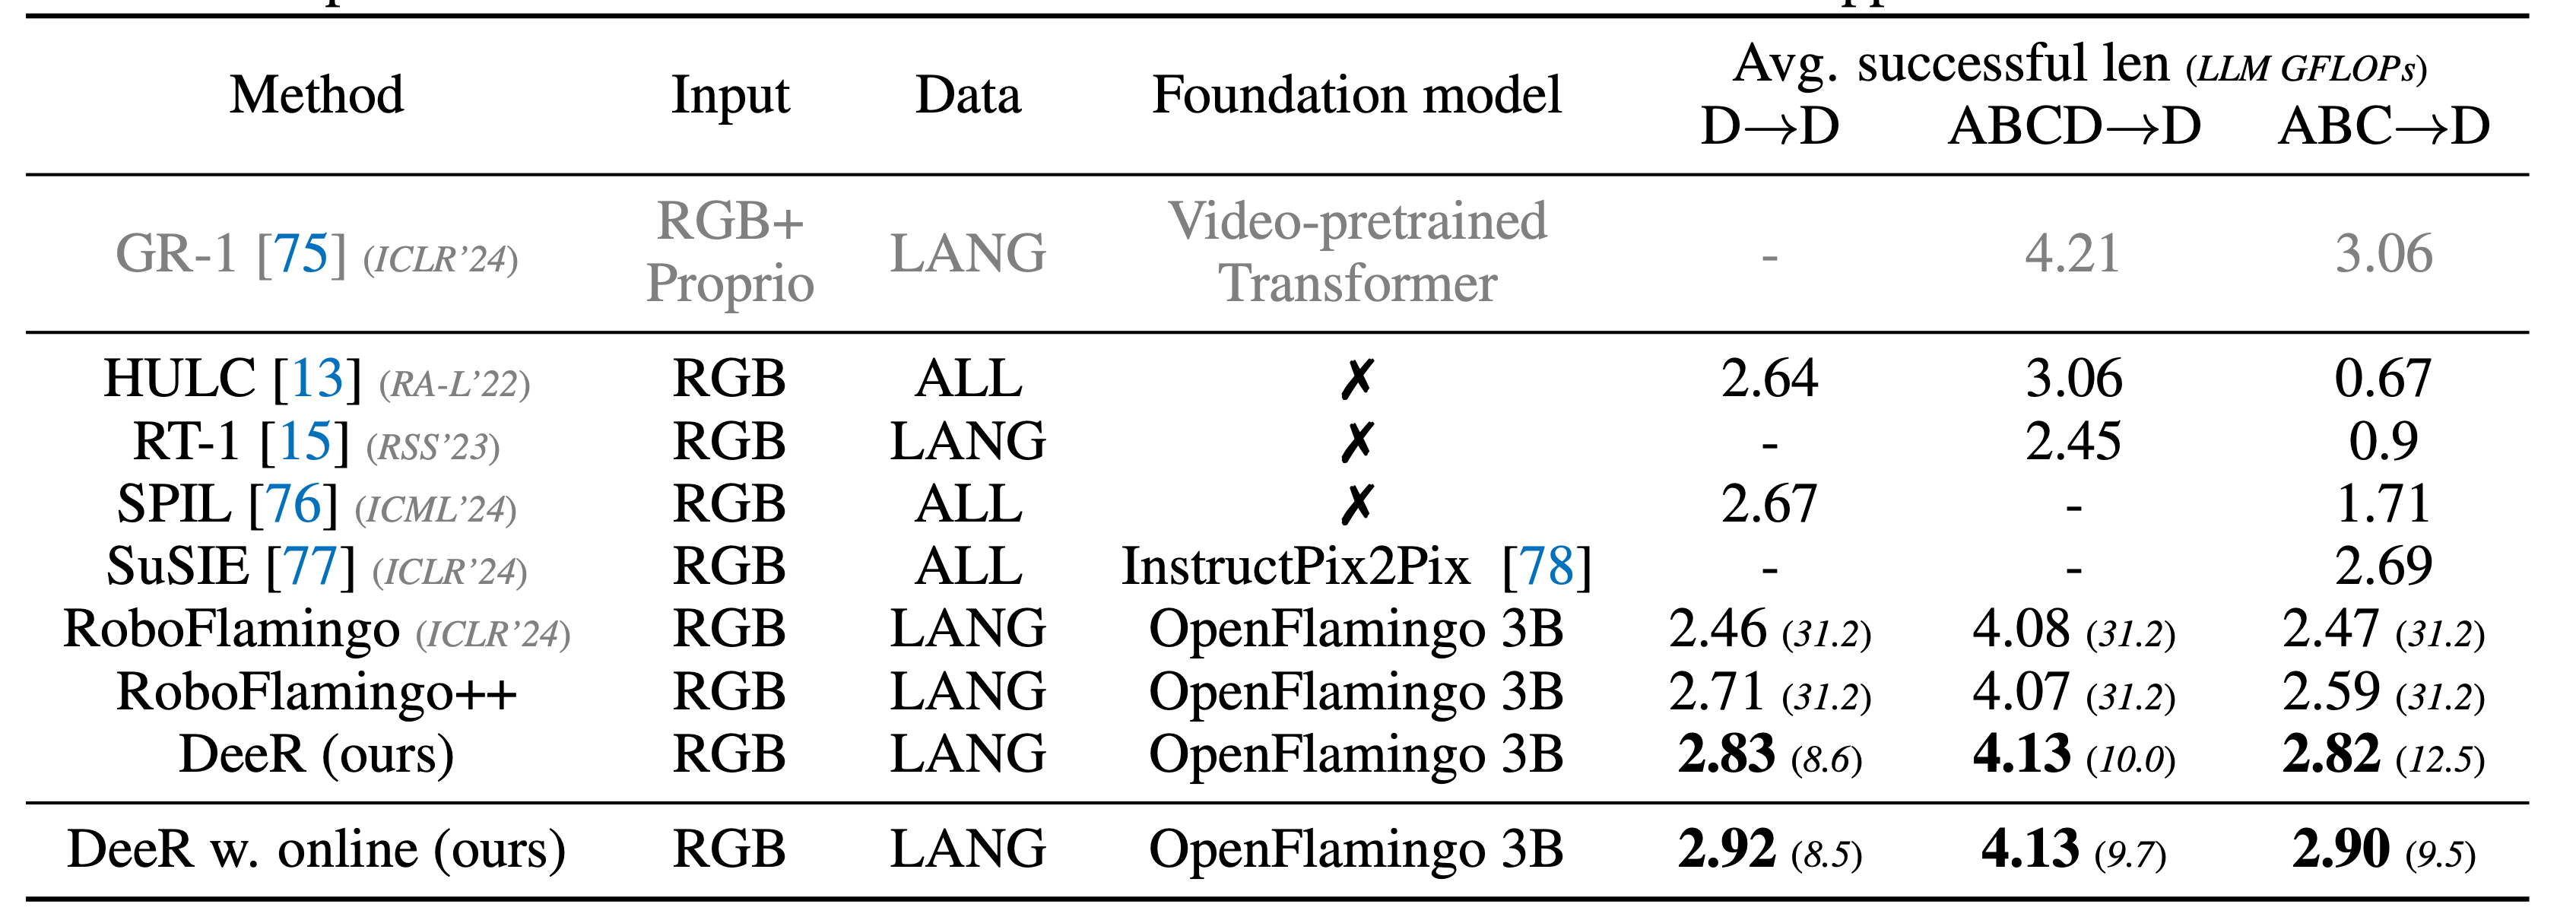 Method Input Data Foundation model Avg. successful len (LLM GFLOPs)
D→D ABCD→D ABC→D
GR-1 [75] (ICLR'24) RGB+ Proprio LANG Video-pretrained Transformer - 4.21 3.06
HULC [13] (RA-L'22) RGB ALL ✗ 2.64 3.06 0.67
RT-1 [15] (RSS'23) RGB LANG ✗ - 2.45 0.9
SPIL [76] (ICML'24) RGB ALL ✗ 2.67 - 1.71
SuSIE [77] (ICLR'24) RGB ALL InstructPix2Pix [78] - - 2.69
RoboFlamingo (ICLR'24) RGB LANG OpenFlamingo 3B 2.46 (31.2) 4.08 (31.2) 2.47 (31.2)
RoboFlamingo++ RGB LANG OpenFlamingo 3B 2.71 (31.2) 4.07 (31.2) 2.59 (31.2)
DeeR (ours) RGB LANG OpenFlamingo 3B 2.83 (8.6) 4.13 (10.0) 2.82 (12.5)
DeeR w. online (ours) RGB LANG OpenFlamingo 3B 2.92 (8.5) 4.13 (9.7) 2.90 (9.5)